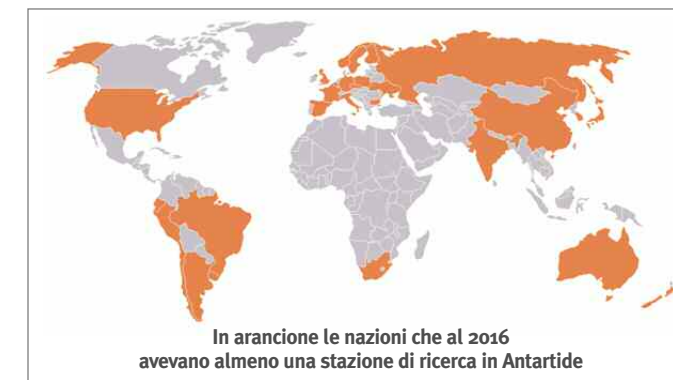 In arancione le nazioni che al 2016
avevano almeno una stazione di ricerca in Antartide